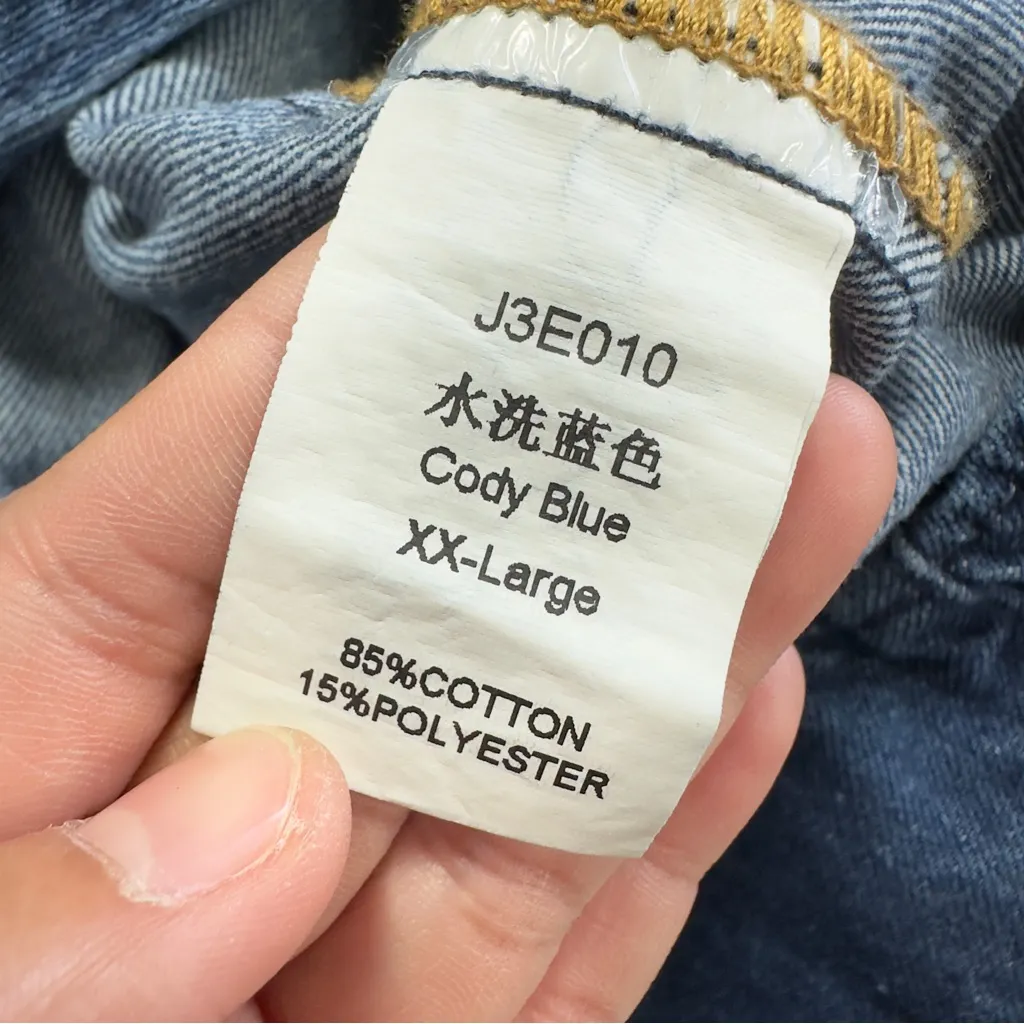 J3E010
水洗蓝色
Cody Blue
XX-Large
85%COTTON
15%POLYESTER